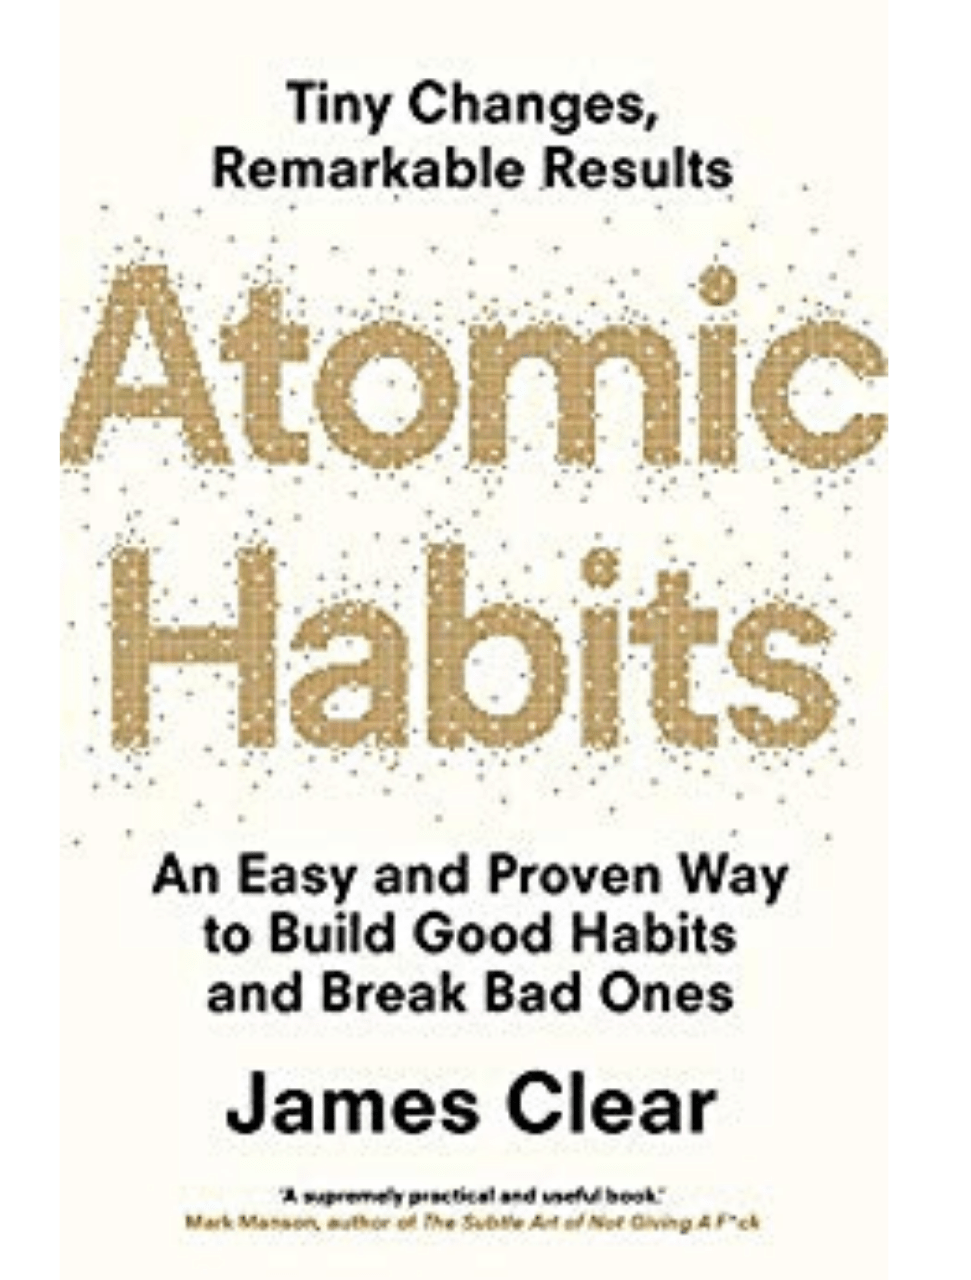 Tiny Changes,
Remarkable Results
Atomic
Habits
An Easy and Proven Way
to Build Good Habits
and Break Bad Ones
James Clear
'A supremely practical and useful book.'
Mark Manson, author of The Subtle Art of Not Giving A F*ck